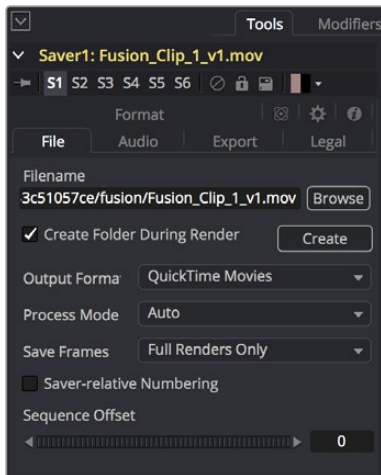 Tools Modifiers
Saver1: Fusion_Clip_1_v1.mov
S1 S2 S3 S4 S5 S6
Format
File Audio Export Legal
Filename
3c51057ce/fusion/Fusion_Clip_1_v1.mov Browse
Create Folder During Render Create
Output Forma QuickTime Movies
Process Mode Auto
Save Frames Full Renders Only
Saver-relative Numbering
Sequence Offset
0